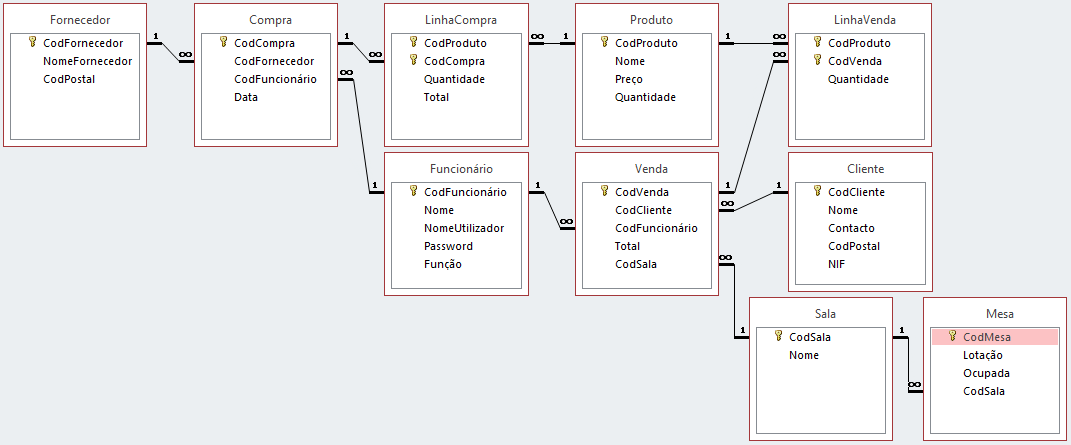 Fornecedor
CodFornecedor
NomeFornecedor
CodPostal
Compra
CodCompra
CodFornecedor
CodFuncionário
Data
LinhaCompra
CodProduto
CodCompra
Quantidade
Total
Produto
CodProduto
Nome
Preço
Quantidade
LinhaVenda
CodProduto
CodVenda
Quantidade
1
∞
1
∞
∞
1
1
∞
∞
∞
Funcionário
CodFuncionário
Nome
NomeUtilizador
Password
Função
Venda
CodVenda
CodCliente
CodFuncionário
Total
CodSala
Cliente
CodCliente
Nome
Contacto
CodPostal
NIF
1
1
∞
1
∞
1
∞
Sala
CodSala
Nome
Mesa
CodMesa
Lotação
Ocupada
CodSala
1
1
∞